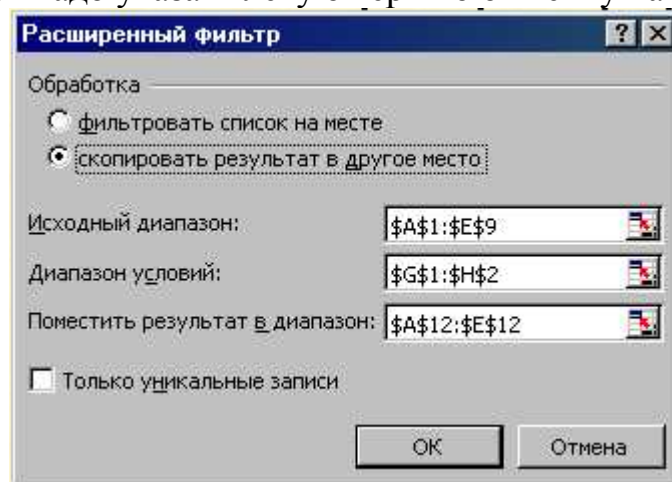 Расширенный фильтр
Обработка
фильтровать список на месте
скопировать результат в другое место
Исходный диапазон: $A$1:$E$9
Диапазон условий: $G$1:$H$2
Поместить результат в диапазон: $A$12:$E$12
Только уникальные записи
OK Отмена